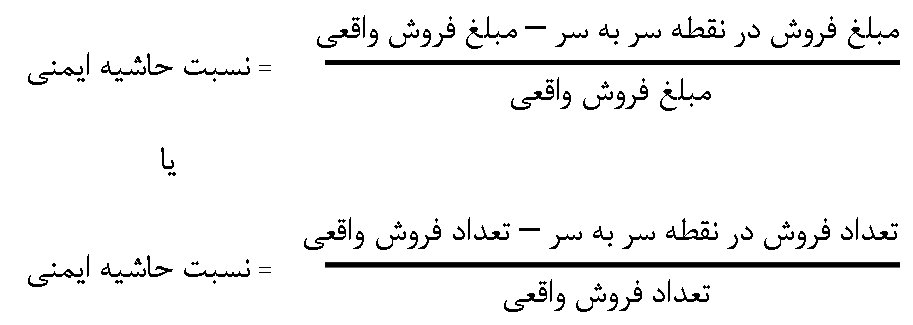 مبلغ فروش در نقطه سر به سر – مبلغ فروش واقعی
= نسبت حاشیه ایمنی
مبلغ فروش واقعی
یا
تعداد فروش در نقطه سر به سر – تعداد فروش واقعی
= نسبت حاشیه ایمنی
تعداد فروش واقعی